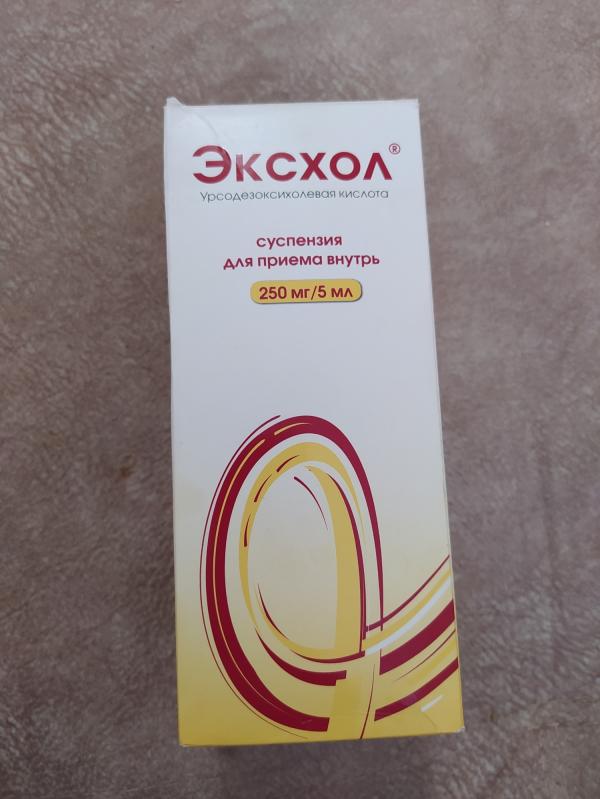 Эксхол®
Урсодезоксихолевая кислота
суспензия
для приема внутрь
250 мг/5 мл